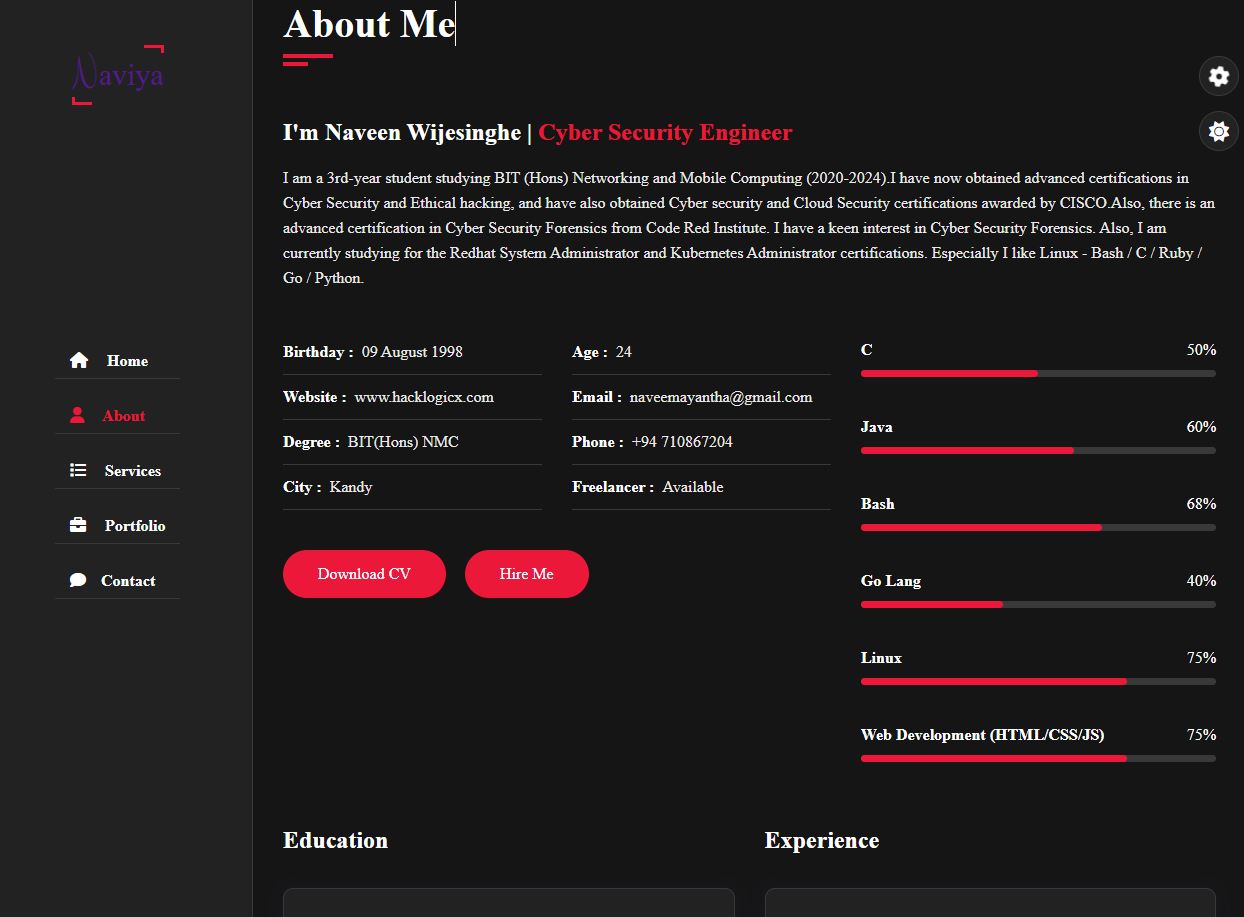 Naviya
Home
About
Services
Portfolio
Contact
About Me
I'm Naveen Wijesinghe | Cyber Security Engineer
I am a 3rd-year student studying BIT (Hons) Networking and Mobile Computing (2020-2024).I have now obtained advanced certifications in
Cyber Security and Ethical hacking, and have also obtained Cyber security and Cloud Security certifications awarded by CISCO.Also, there is an
advanced certification in Cyber Security Forensics from Code Red Institute. I have a keen interest in Cyber Security Forensics. Also, I am
currently studying for the Redhat System Administrator and Kubernetes Administrator certifications. Especially I like Linux - Bash / C / Ruby /
Go / Python.
Birthday : 09 August 1998
Age : 24
Website : www.hacklogicx.com
Email : naveemayantha@gmail.com
Degree : BIT(Hons) NMC
Phone : +94 710867204
City : Kandy
Freelancer : Available
Download CV
Hire Me
C 50%
Java 60%
Bash 68%
Go Lang 40%
Linux 75%
Web Development (HTML/CSS/JS) 75%
Education
Experience